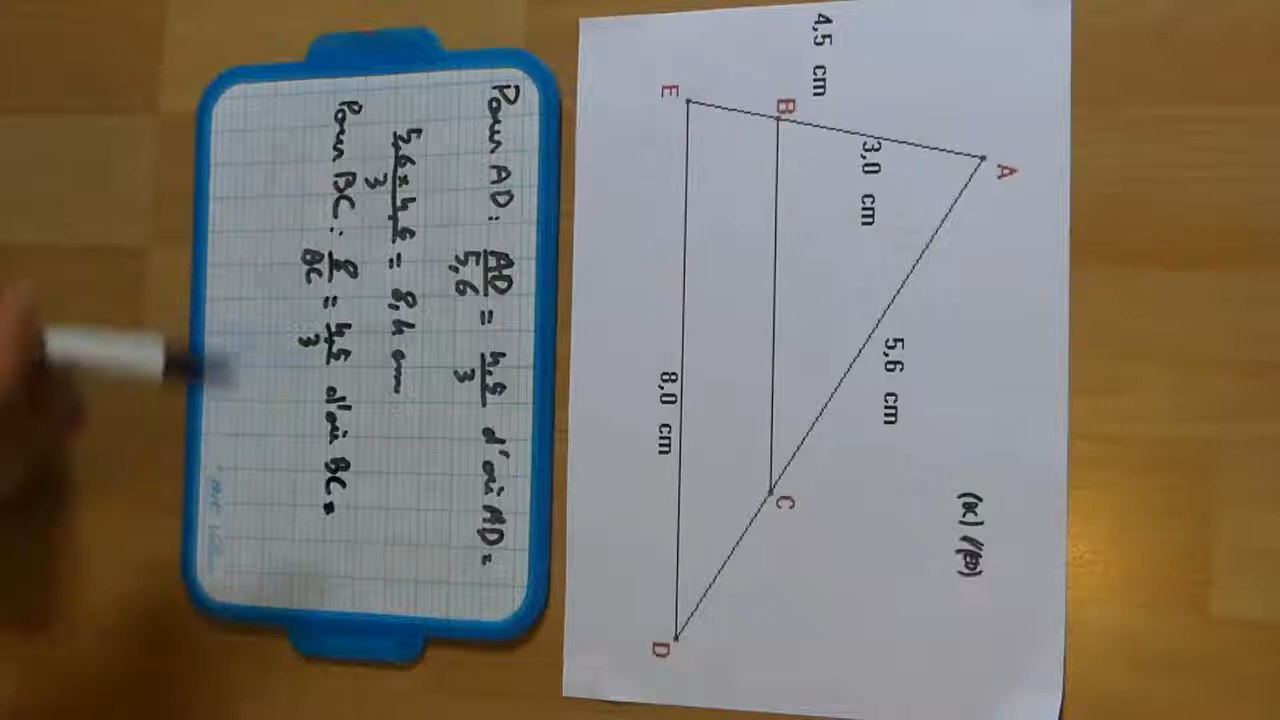 (BC) //(ED)
A
3,0 cm
5,6 cm
4,5 cm
B
C
E
8,0 cm
D
Pour AD: AD/5,6 = 4,5/3 d'où AD=
5,6x4,5/3 = 8,4 cm
Pour BC: 8/BC = 4,5/3 d'où BC=